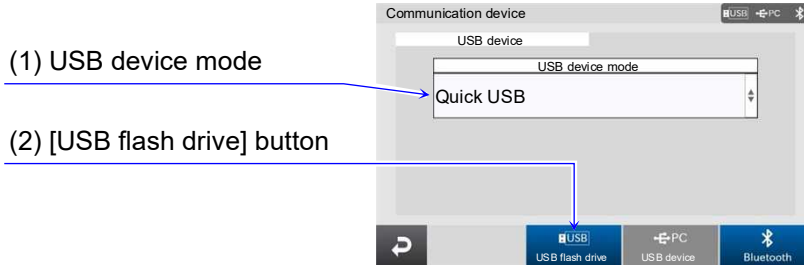 Communication device
USB PC
USB device
(1) USB device mode
USB device mode
Quick USB
(2) [USB flash drive] button
USB
USB flash drive
PC
USB device
Bluetooth